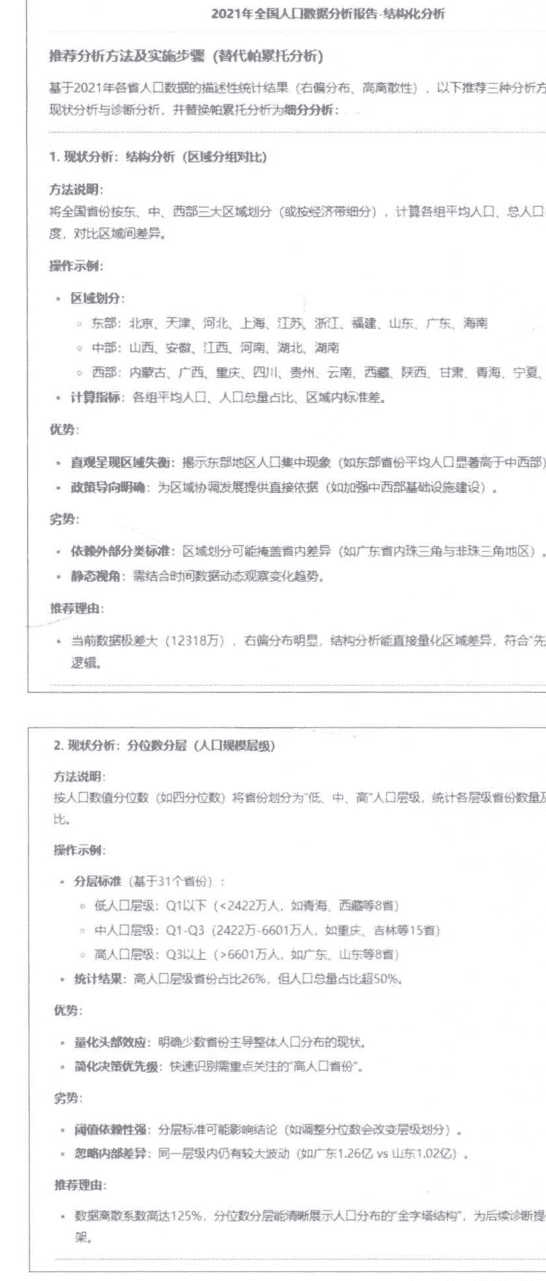 2021年全国人口数据分析报告-结构化分析
推荐分析方法及实施步骤（替代帕累托分析）
基于2021年各省人口数据的描述性统计结果（右偏分布、高离散性），以下推荐三种分析方
现状分析与诊断分析，并替换帕累托分析为细分分析：
1. 现状分析：结构分析（区域分组对比）
方法说明：
将全国省份按东、中、西部三大区域划分（或按经济带细分），计算各组平均人口、总人口
度，对比区域间差异。
操作示例：
• 区域划分：
○ 东部：北京、天津、河北、上海、江苏、浙江、福建、山东、广东、海南
○ 中部：山西、安徽、江西、河南、湖北、湖南
○ 西部：内蒙古、广西、重庆、四川、贵州、云南、西藏、陕西、甘肃、青海、宁夏、
• 计算指标：各组平均人口、人口总量占比、区域内标准差。
优势：
• 直观呈现区域失衡：揭示东部地区人口集中现象（如东部省份平均人口显著高于中西部）
• 政策导向明确：为区域协调发展提供直接依据（如加强中西部基础设施建设）。
劣势：
• 依赖外部分类标准：区域划分可能掩盖省内差异（如广东省内珠三角与非珠三角地区）。
• 静态视角：需结合时间数据动态观察变化趋势。
推荐理由：
• 当前数据极差大（12318万），右偏分布明显，结构分析能直接量化区域差异，符合“先
逻辑。
2. 现状分析：分位数分层（人口规模层级）
方法说明：
按人口数值分位数（如四分位数）将省份划分为“低、中、高”人口层级，统计各层级省份数量及
比。
操作示例：
• 分层标准（基于31个省份）：
○ 低人口层级：Q1以下（<2422万人，如青海、西藏等8省）
○ 中人口层级：Q1-Q3（2422万-6601万人，如重庆、吉林等15省）
○ 高人口层级：Q3以上（>6601万人，如广东、山东等8省）
• 统计结果：高人口层级省份占比26%，但人口总量占比超50%。
优势：
• 量化头部效应：明确少数省份主导整体人口分布的现状。
• 简化决策优先级：快速识别需重点关注的“高人口省份”。
劣势：
• 阈值依赖性强：分层标准可能影响结论（如调整分位数会改变层级划分）。
• 忽略内部差异：同一层级内仍有较大波动（如广东1.26亿 vs 山东1.02亿）。
推荐理由：
• 数据离散系数高达125%，分位数分层能清晰展示人口分布的“金字塔结构”，为后续诊断提
架。